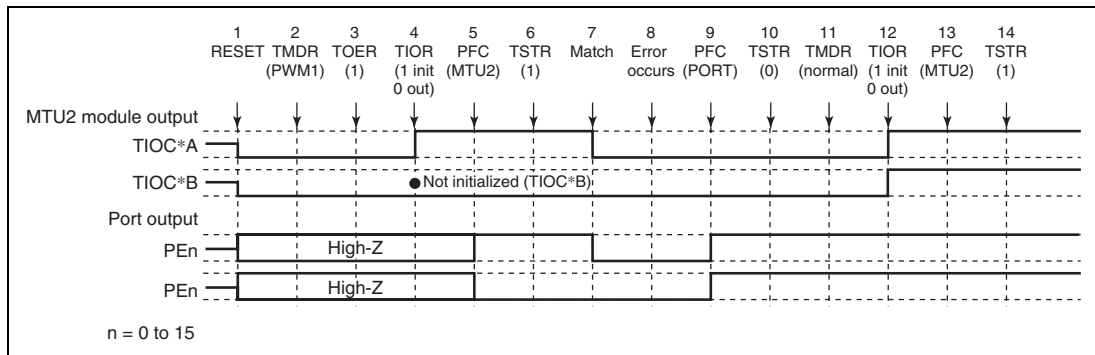 1 2 3 4 5 6 7 8 9 10 11 12 13 14
RESET TMDR TOER TIOR PFC TSTR Match Error PFC TSTR TMDR TIOR PFC TSTR
(PWM1) (1) (1 init (MTU2) (1) occurs (PORT) (0) (normal) (1 init (MTU2) (1)
0 out) 0 out)
MTU2 module output
TIOC*A
TIOC*B Not initialized (TIOC*B)
Port output
PEn High-Z
PEn High-Z
n = 0 to 15